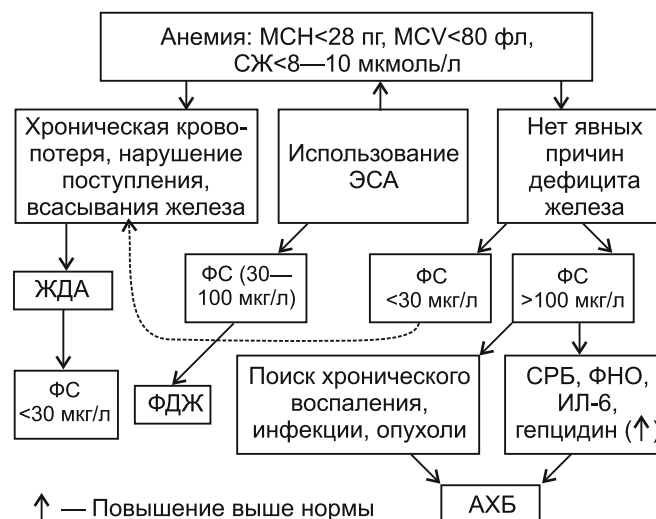 Анемия: MCH<28 пг, MCV<80 фл,
СЖ<8—10 мкмоль/л
Хроническая крово-
потеря, нарушение
поступления,
всасывания железа
Использование
ЭСА
Нет явных
причин
дефицита
железа
ЖДА
ФС (30—
100 мкг/л)
ФС
<30 мкг/л
ФС
>100 мкг/л
ФС
<30 мкг/л
ФДЖ
Поиск хронического
воспаления,
инфекции, опухоли
СРБ, ФНО,
ИЛ-6,
гепцидин (↑)
↑ — Повышение выше нормы
АХБ